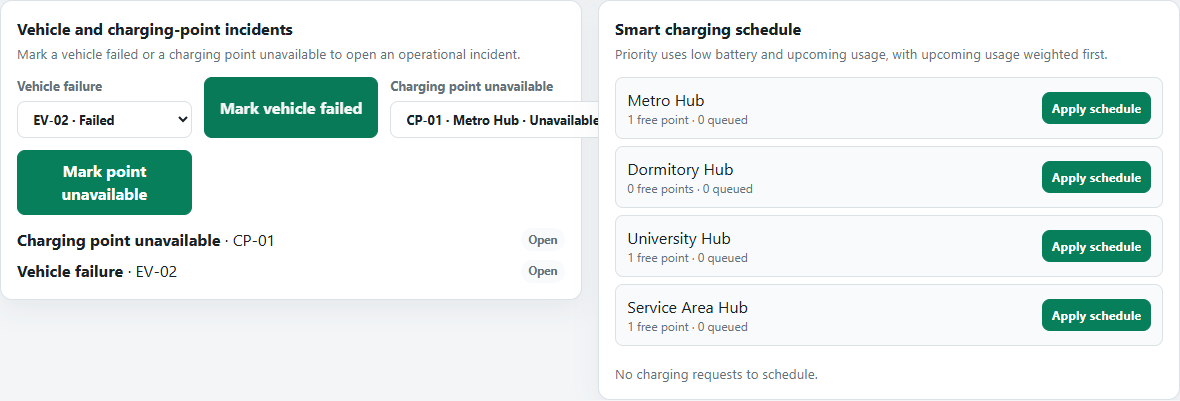 Vehicle and charging-point incidents
Mark a vehicle failed or a charging point unavailable to open an operational incident.
Vehicle failure
EV-02 · Failed
Mark vehicle failed
Charging point unavailable
CP-01 · Metro Hub · Unavailable
Mark point
unavailable
Charging point unavailable · CP-01
Open
Vehicle failure · EV-02
Open
Smart charging schedule
Priority uses low battery and upcoming usage, with upcoming usage weighted first.
Metro Hub
1 free point · 0 queued
Apply schedule
Dormitory Hub
0 free points · 0 queued
Apply schedule
University Hub
1 free point · 0 queued
Apply schedule
Service Area Hub
1 free point · 0 queued
Apply schedule
No charging requests to schedule.